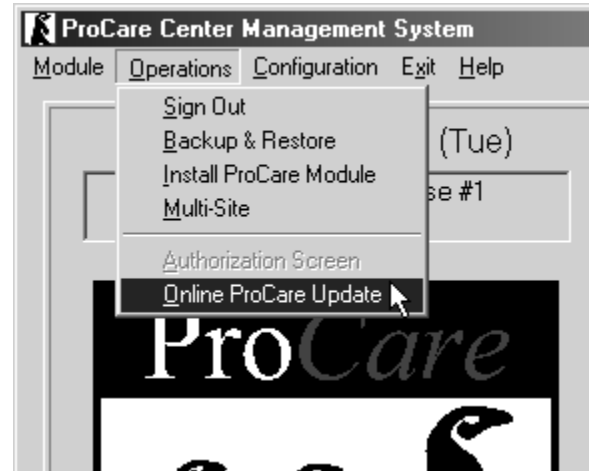 ProCare Center Management System
Module Operations Configuration Exit Help
Sign Out
Backup & Restore
Install ProCare Module
Multi-Site
Authorization Screen
Online ProCare Update
(Tue)
se #1
ProCare